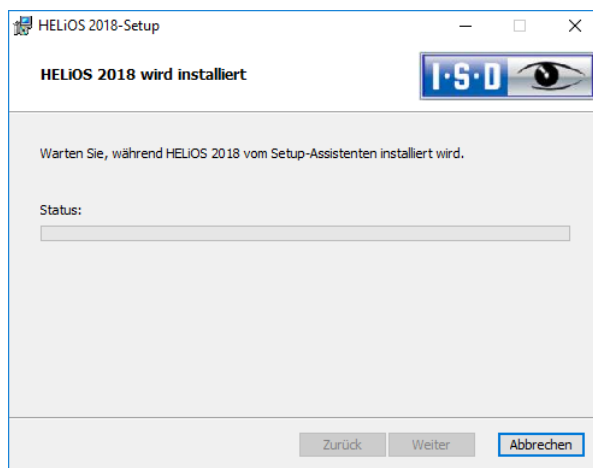 HELiOS 2018-Setup
HELiOS 2018 wird installiert
I·S·D
Warten Sie, während HELiOS 2018 vom Setup-Assistenten installiert wird.
Status:
Zurück Weiter Abbrechen